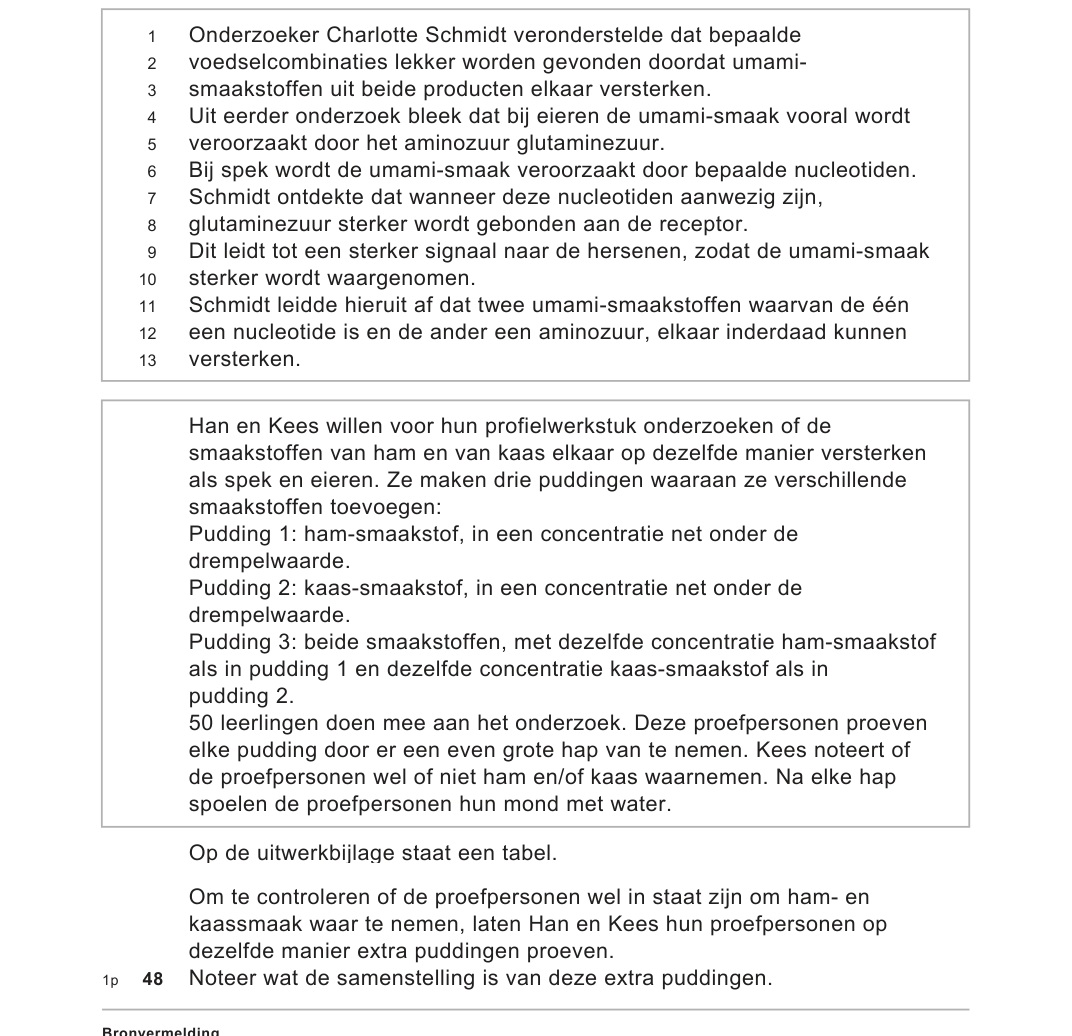 1 Onderzoeker Charlotte Schmidt veronderstelde dat bepaalde
2 voedselcombinaties lekker worden gevonden doordat umami-
3 smaakstoffen uit beide producten elkaar versterken.
4 Uit eerder onderzoek bleek dat bij eieren de umami-smaak vooral wordt
5 veroorzaakt door het aminozuur glutaminezuur.
6 Bij spek wordt de umami-smaak veroorzaakt door bepaalde nucleotiden.
7 Schmidt ontdekte dat wanneer deze nucleotiden aanwezig zijn,
8 glutaminezuur sterker wordt gebonden aan de receptor.
9 Dit leidt tot een sterker signaal naar de hersenen, zodat de umami-smaak
10 sterker wordt waargenomen.
11 Schmidt leidde hieruit af dat twee umami-smaakstoffen waarvan de één
12 een nucleotide is en de ander een aminozuur, elkaar inderdaad kunnen
13 versterken.
Han en Kees willen voor hun profielwerkstuk onderzoeken of de
smaakstoffen van ham en van kaas elkaar op dezelfde manier versterken
als spek en eieren. Ze maken drie puddingen waaraan ze verschillende
smaakstoffen toevoegen:
Pudding 1: ham-smaakstof, in een concentratie net onder de
drempelwaarde.
Pudding 2: kaas-smaakstof, in een concentratie net onder de
drempelwaarde.
Pudding 3: beide smaakstoffen, met dezelfde concentratie ham-smaakstof
als in pudding 1 en dezelfde concentratie kaas-smaakstof als in
pudding 2.
50 leerlingen doen mee aan het onderzoek. Deze proefpersonen proeven
elke pudding door er een even grote hap van te nemen. Kees noteert of
de proefpersonen wel of niet ham en/of kaas waarnemen. Na elke hap
spoelen de proefpersonen hun mond met water.
Op de uitwerkbijlage staat een tabel.
Om te controleren of de proefpersonen wel in staat zijn om ham- en
kaassmaak waar te nemen, laten Han en Kees hun proefpersonen op
dezelfde manier extra puddingen proeven.
1p 48 Noteer wat de samenstelling is van deze extra puddingen.
Bronvermelding